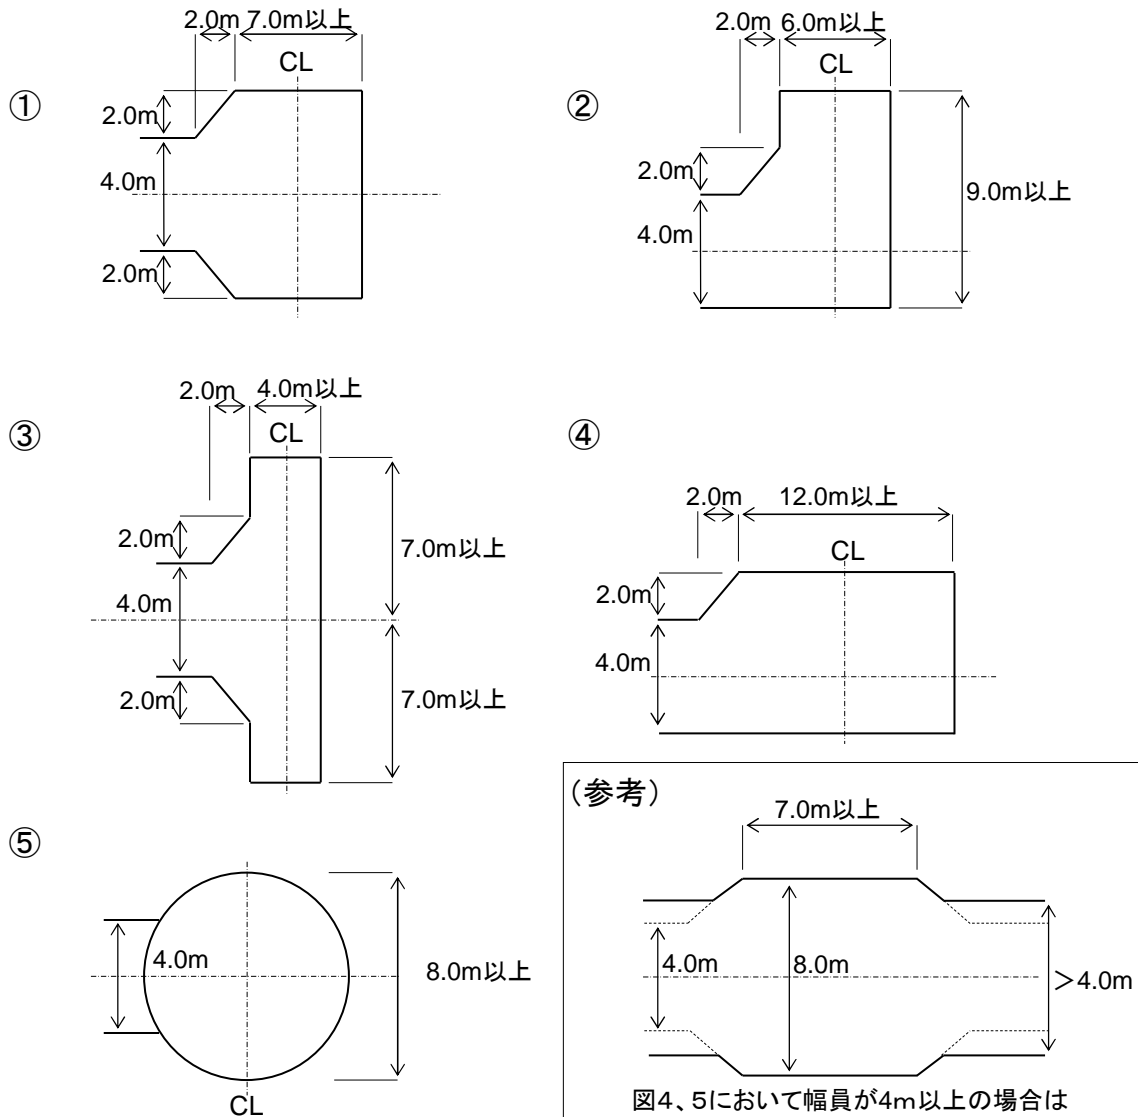 ①
2.0m 7.0m以上
CL
2.0m
4.0m
2.0m
②
2.0m 6.0m以上
CL
2.0m
4.0m
9.0m以上
③
2.0m 4.0m以上
CL
2.0m
4.0m
2.0m
7.0m以上
7.0m以上
④
2.0m 12.0m以上
CL
2.0m
4.0m
⑤
4.0m
8.0m以上
CL
(参考)
7.0m以上
4.0m 8.0m >4.0m
図4、5において幅員が4m以上の場合は